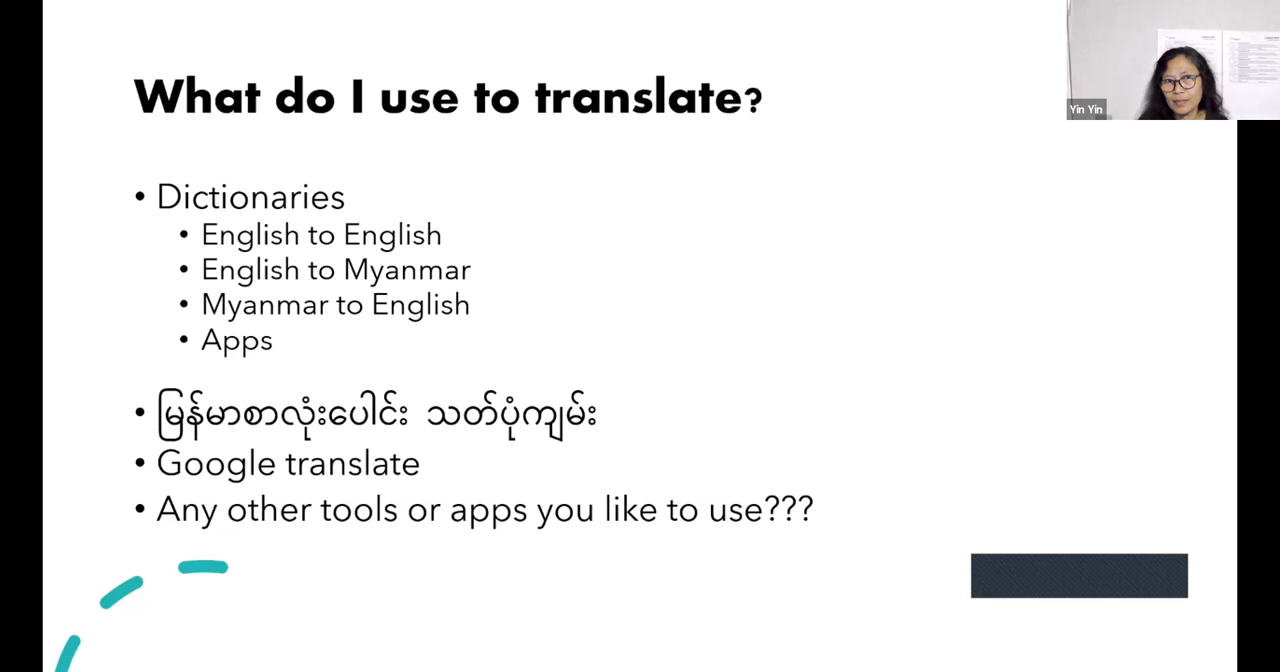 What do I use to translate?
Yin Yin
• Dictionaries
• English to English
• English to Myanmar
• Myanmar to English
• Apps
• မြန်မာစာလုံးပေါင်း သတ်ပုံကျမ်း
• Google translate
• Any other tools or apps you like to use???